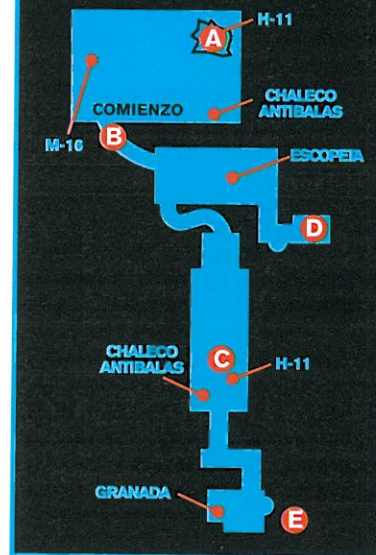 H-11
A
CHALECO
ANTIBALAS
COMIENZO
M-16
B
ESCOPETA
D
CHALECO
ANTIBALAS
C
H-11
GRANADA
E